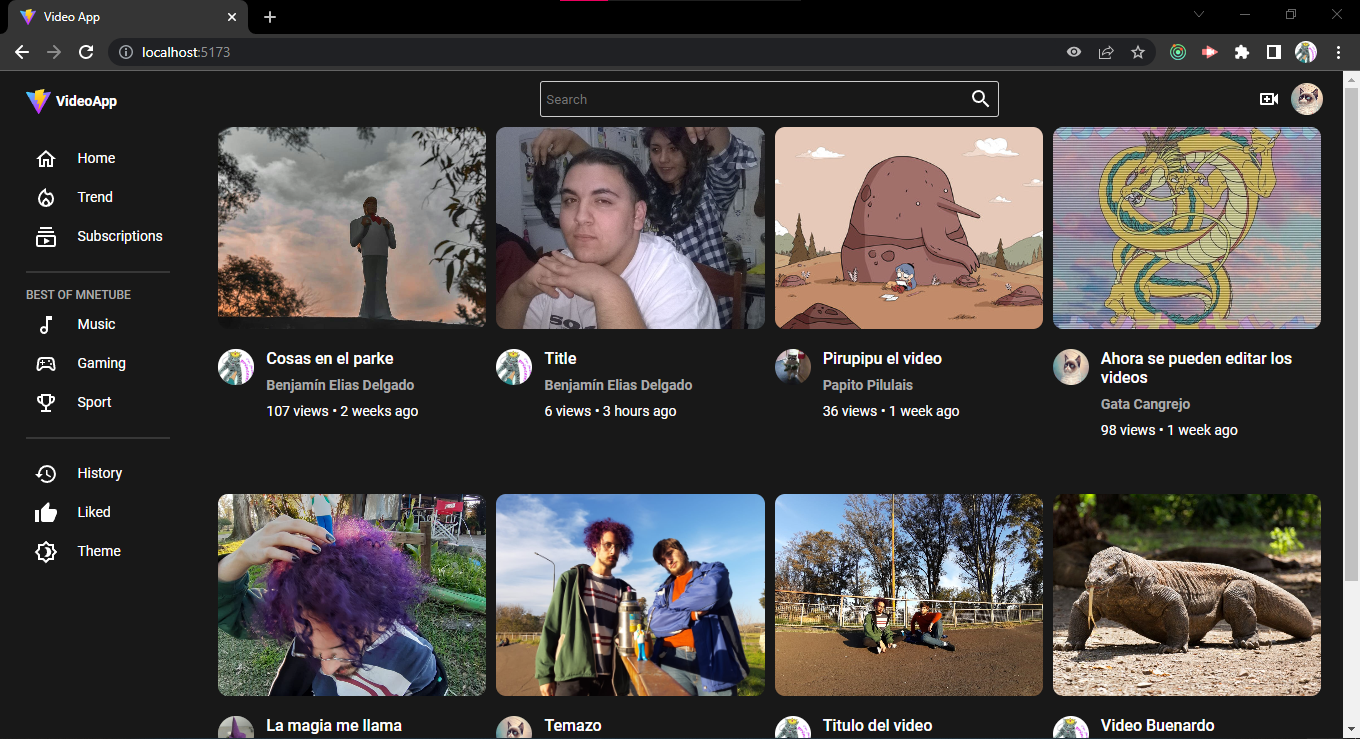 Video App
localhost:5173
VideoApp
Search
Home
Trend
Subscriptions
BEST OF MNETUBE
Music
Gaming
Sport
History
Liked
Theme
Cosas en el parke
Benjamín Elias Delgado
107 views • 2 weeks ago
Title
Benjamín Elias Delgado
6 views • 3 hours ago
Pirupipu el video
Papito Pilulais
36 views • 1 week ago
Ahora se pueden editar los
videos
Gata Cangrejo
98 views • 1 week ago
La magia me llama
Temazo
Titulo del video
Video Buenardo